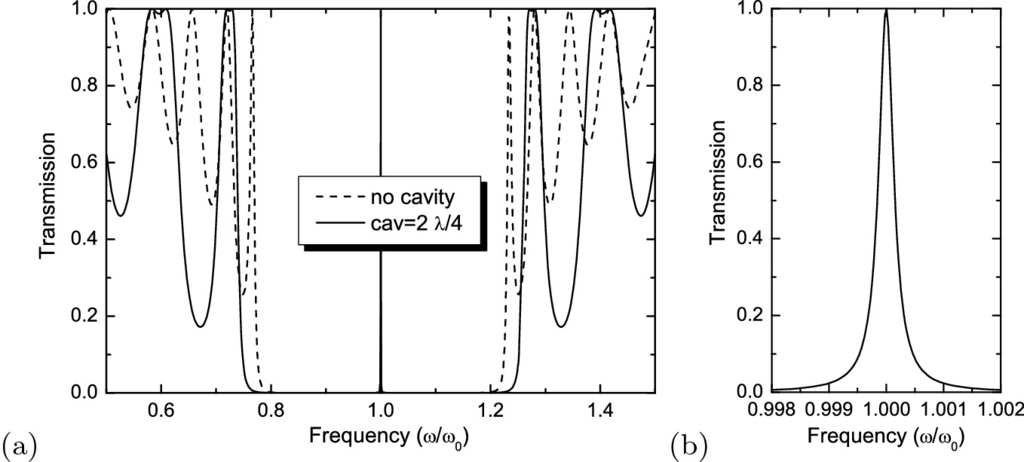 1.0
0.8
0.6
0.4
0.2
0.0
Transmission
0.6
0.8
1.0
1.2
1.4
Frequency (ω/ω₀)
no cavity
cav=2 λ/4
(a)
1.0
0.8
0.6
0.4
0.2
0.0
Transmission
0.998
0.999
1.000
1.001
1.002
Frequency (ω/ω₀)
(b)